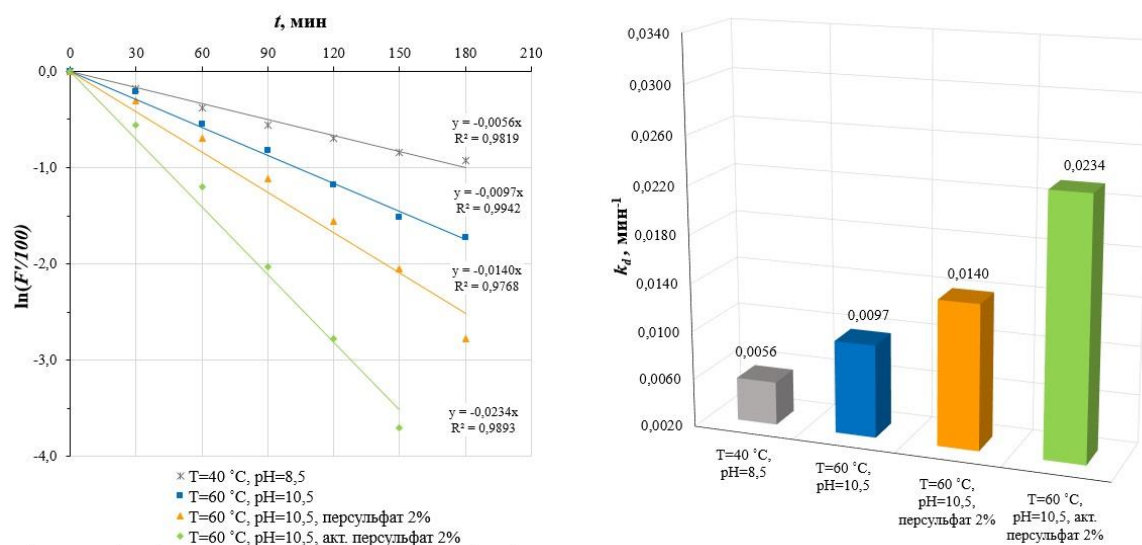 t, мин
0 30 60 90 120 150 180 210
0,0
-1,0
-2,0
-3,0
-4,0
ln(F'/100)
y = -0,0056x
R² = 0,9819
y = -0,0097x
R² = 0,9942
y = -0,0140x
R² = 0,9768
y = -0,0234x
R² = 0,9893
T=40 ˚C, pH=8,5
T=60 ˚C, pH=10,5
T=60 ˚C, pH=10,5, персульфат 2%
T=60 ˚C, pH=10,5, акт. персульфат 2%
k_d, мин⁻¹
0,0340
0,0300
0,0260
0,0220
0,0180
0,0140
0,0100
0,0060
0,0020
0,0056
0,0097
0,0140
0,0234
T=40 ˚C,
pH=8,5
T=60 ˚C,
pH=10,5
T=60 ˚C,
pH=10,5,
персульфат 2%
T=60 ˚C,
pH=10,5, акт.
персульфат 2%